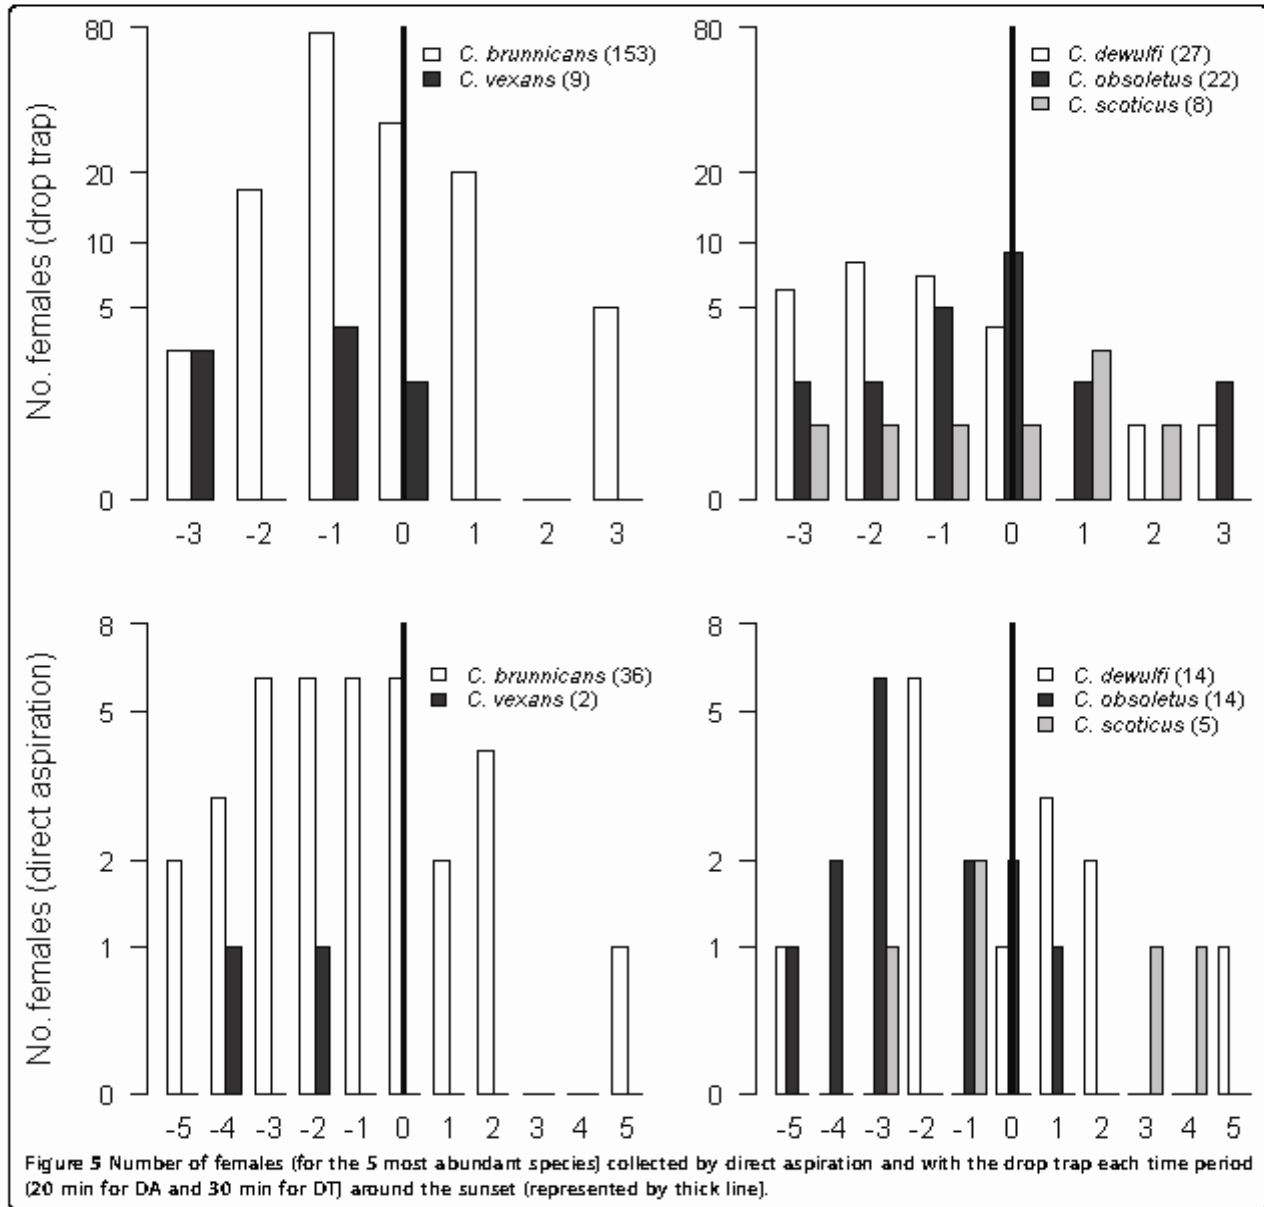 80
20
10
5
0
No. females (drop trap)
C. brunnicans (153)
C. vexans (9)
-3 -2 -1 0 1 2 3
80
20
10
5
0
C. dewulfi (27)
C. obsoletus (22)
C. scoticus (8)
-3 -2 -1 0 1 2 3
8
5
2
1
0
No. females (direct aspiration)
C. brunnicans (36)
C. vexans (2)
-5 -4 -3 -2 -1 0 1 2 3 4 5
8
5
2
1
0
C. dewulfi (14)
C. obsoletus (14)
C. scoticus (5)
-5 -4 -3 -2 -1 0 1 2 3 4 5
Figure 5 Number of females (for the 5 most abundant species) collected by direct aspiration and with the drop trap each time period
(20 min for DA and 30 min for DT) around the sunset (represented by thick line).